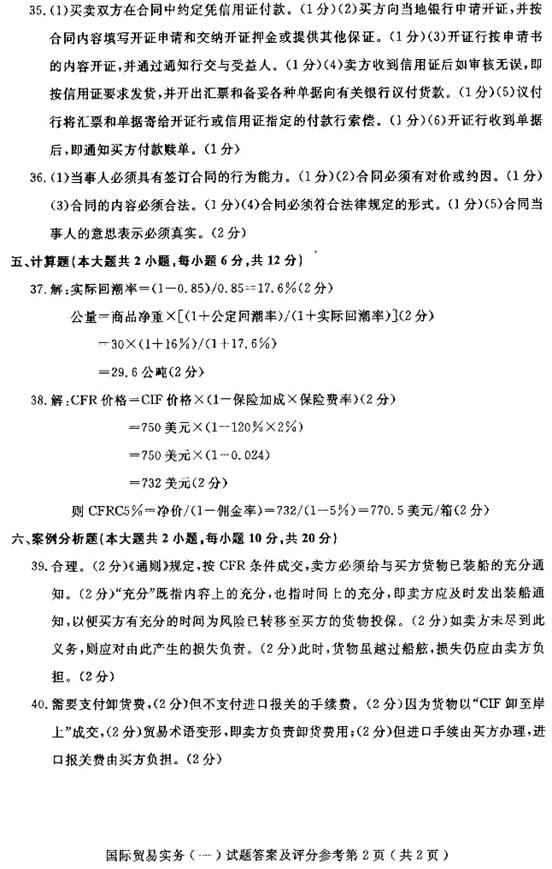 35.(1)买卖双方在合同中约定凭信用证付款。(1分)(2)买方向当地银行申请开证,并按
合同内容填写开证申请和交纳开证押金或提供其他保证。(1分)(3)开证行按申请书
的内容开证,并通过通知行交与受益人。(1分)(4)卖方收到信用证后如审核无误,即
按信用证要求发货,并开出汇票和备妥各种单据向有关银行议付货款。(1分)(5)议付
行将汇票和单据寄给开证行或信用证指定的付款行索偿。(1分)(6)开证行收到单据
后,即通知买方付款赎单。(1分)
36.(1)当事人必须具有签订合同的行为能力。(1分)(2)合同必须有对价或约因。(1分)
(3)合同的内容必须合法。(1分)(4)合同必须符合法律规定的形式。(1分)(5)合同当
事人的意思表示必须真实。(2分)
五、计算题(本大题共2小题,每小题6分,共12分)
37.解:实际回潮率=(1-0.85)/0.85=17.6%(2分)
公量=商品净重×[(1+公定回潮率)/(1+实际回潮率)](2分)
=30×(1+16%)/(1+17.6%)
=29.6公吨(2分)
38.解:CFR价格=CIF价格×(1-保险加成×保险费率)(2分)
=750美元×(1-120%×2%)
=750美元×(1-0.024)
=732美元(2分)
则CFRC5%=净价/(1-佣金率)=732/(1-5%)=770.5美元/箱(2分)
六、案例分析题(本大题共2小题,每小题10分,共20分)
39.合理。(2分)《通则》规定,按CFR条件成交,卖方必须给与买方货物已装船的充分通
知。(2分)“充分”既指内容上的充分,也指时间上的充分,即卖方应及时发出装船通
知,以便买方有充分的时间为风险已转移至买方的货物投保。(2分)如卖方未尽到此
义务,则应对由此产生的损失负责。(2分)此时,货物虽越过船舷,损失仍应由卖方负
担。(2分)
40.需要支付卸货费,(2分)但不支付进口报关的手续费。(2分)因为货物以“CIF卸至岸
上”成交,(2分)贸易术语变形,即卖方负责卸货费用;(2分)但进口手续由买方办理,进
口报关费由买方负担。(2分)
国际贸易实务(一)试题答案及评分参考第2页(共2页)